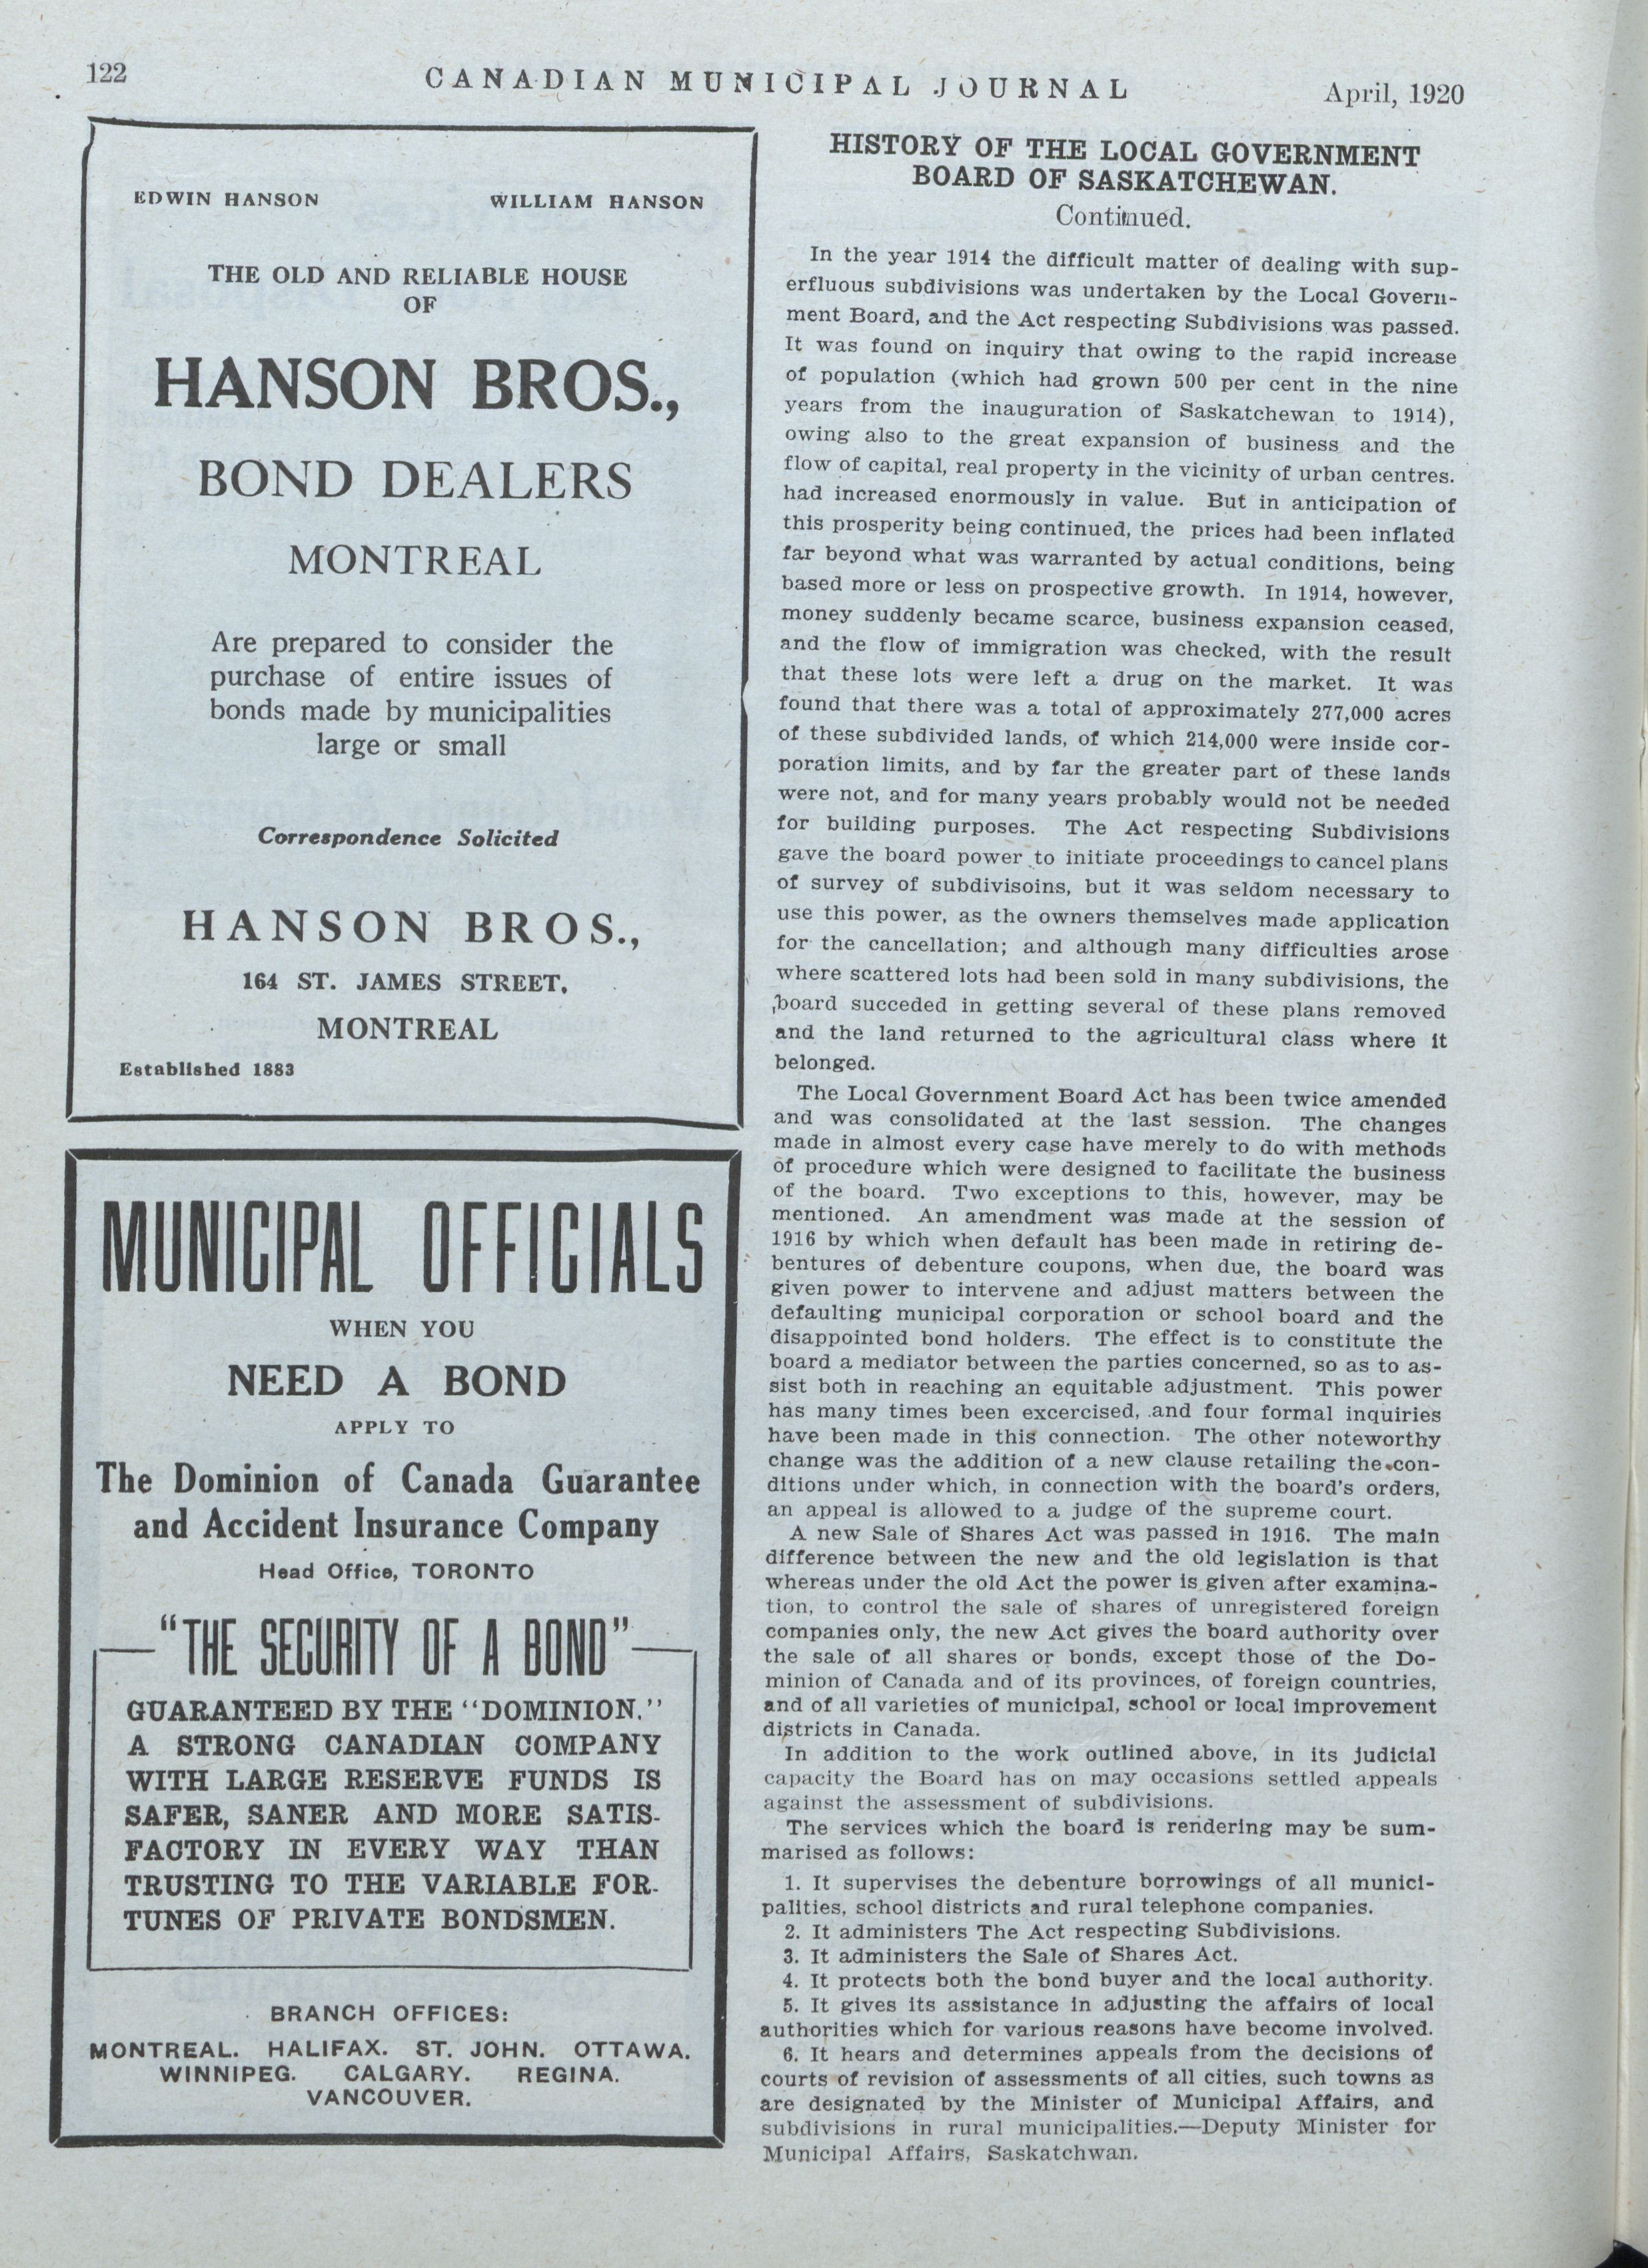 122
CANADIAN MUNICIPAL JOURNAL
April, 1920
EDWIN HANSON WILLIAM HANSON
THE OLD AND RELIABLE HOUSE
OF
HANSON BROS.,
BOND DEALERS
MONTREAL
Are prepared to consider the
purchase of entire issues of
bonds made by municipalities
large or small
Correspondence Solicited
HANSON BROS.,
164 ST. JAMES STREET.
MONTREAL
Established 1883
MUNICIPAL OFFICIALS
WHEN YOU
NEED A BOND
APPLY TO
The Dominion of Canada Guarantee
and Accident Insurance Company
Head Office, TORONTO
"THE SECURITY OF A BOND"
GUARANTEED BY THE "DOMINION."
A STRONG CANADIAN COMPANY
WITH LARGE RESERVE FUNDS IS
SAFER, SANER AND MORE SATIS-
FACTORY IN EVERY WAY THAN
TRUSTING TO THE VARIABLE FOR-
TUNES OF PRIVATE BONDSMEN.
BRANCH OFFICES:
MONTREAL. HALIFAX. ST. JOHN. OTTAWA.
WINNIPEG. CALGARY. REGINA.
VANCOUVER.
HISTORY OF THE LOCAL GOVERNMENT
BOARD OF SASKATCHEWAN.
Continued.
In the year 1914 the difficult matter of dealing with sup-
erfluous subdivisions was undertaken by the Local Govern-
ment Board, and the Act respecting Subdivisions was passed.
It was found on inquiry that owing to the rapid increase
of population (which had grown 500 per cent in the nine
years from the inauguration of Saskatchewan to 1914),
owing also to the great expansion of business and the
flow of capital, real property in the vicinity of urban centres.
had increased enormously in value. But in anticipation of
this prosperity being continued, the prices had been inflated
far beyond what was warranted by actual conditions, being
based more or less on prospective growth. In 1914, however,
money suddenly became scarce, business expansion ceased,
and the flow of immigration was checked, with the result
that these lots were left a drug on the market. It was
found that there was a total of approximately 277,000 acres
of these subdivided lands, of which 214,000 were inside cor-
poration limits, and by far the greater part of these lands
were not, and for many years probably would not be needed
for building purposes. The Act respecting Subdivisions
gave the board power to initiate proceedings to cancel plans
of survey of subdivisoins, but it was seldom necessary to
use this power, as the owners themselves made application
for the cancellation; and although many difficulties arose
where scattered lots had been sold in many subdivisions, the
board succeded in getting several of these plans removed
and the land returned to the agricultural class where it
belonged.
The Local Government Board Act has been twice amended
and was consolidated at the last session. The changes
made in almost every case have merely to do with methods
of procedure which were designed to facilitate the business
of the board. Two exceptions to this, however, may be
mentioned. An amendment was made at the session of
1916 by which when default has been made in retiring de-
bentures of debenture coupons, when due, the board was
given power to intervene and adjust matters between the
defaulting municipal corporation or school board and the
disappointed bond holders. The effect is to constitute the
board a mediator between the parties concerned, so as to as-
sist both in reaching an equitable adjustment. This power
has many times been excercised, and four formal inquiries
have been made in this connection. The other noteworthy
change was the addition of a new clause retailing the con-
ditions under which, in connection with the board's orders,
an appeal is allowed to a judge of the supreme court.
A new Sale of Shares Act was passed in 1916. The main
difference between the new and the old legislation is that
whereas under the old Act the power is given after examina-
tion, to control the sale of shares of unregistered foreign
companies only, the new Act gives the board authority over
the sale of all shares or bonds, except those of the Do-
minion of Canada and of its provinces, of foreign countries,
and of all varieties of municipal, school or local improvement
districts in Canada.
In addition to the work outlined above, in its judicial
capacity the Board has on may occasions settled appeals
against the assessment of subdivisions.
The services which the board is rendering may be sum-
marised as follows:
1. It supervises the debenture borrowings of all munici-
palities, school districts and rural telephone companies.
2. It administers The Act respecting Subdivisions.
3. It administers the Sale of Shares Act.
4. It protects both the bond buyer and the local authority.
5. It gives its assistance in adjusting the affairs of local
authorities which for various reasons have become involved.
6. It hears and determines appeals from the decisions of
courts of revision of assessments of all cities, such towns as
are designated by the Minister of Municipal Affairs, and
subdivisions in rural municipalities.—Deputy Minister for
Municipal Affairs, Saskatchwan.